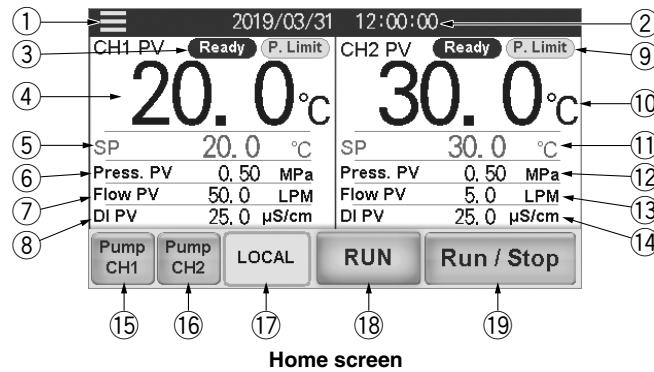 ① 2019/03/31 12:00:00 ②
③ CH1 PV Ready P. Limit CH2 PV Ready P. Limit ⑨
④ 20. 0°C 30. 0°C ⑩
⑤ SP 20. 0 °C SP 30. 0 °C ⑪
⑥ Press. PV 0. 50 MPa Press. PV 0. 50 MPa ⑫
⑦ Flow PV 50. 0 LPM Flow PV 5. 0 LPM ⑬
⑧ DI PV 25. 0 µS/cm DI PV 25. 0 µS/cm ⑭
Pump CH1 Pump CH2 LOCAL RUN Run / Stop
⑮ ⑯ ⑰ ⑱ ⑲
Home screen